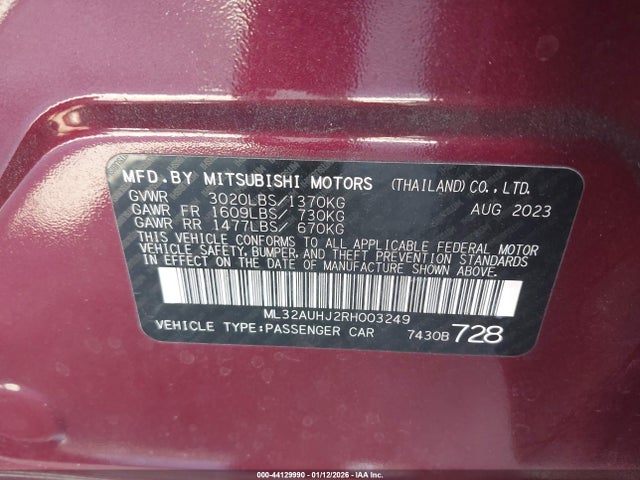 MFD.BY MITSUBISHI MOTORS (THAILAND) CO.,LTD.
GVWR 3020LBS/1370KG AUG 2023
GAWR FR 1609LBS/ 730KG
GAWR RR 1477LBS/ 670KG
THIS VEHICLE CONFORMS TO ALL APPLICABLE FEDERAL MOTOR
VEHICLE SAFETY, BUMPER, AND THEFT PREVENTION STANDARDS
IN EFFECT ON THE DATE OF MANUFACTURE SHOWN ABOVE.
ML32AUHJ2RH003249
VEHICLE TYPE:PASSENGER CAR 7430B 728
000-44129990 - 01/12/2026 - IAA Inc.